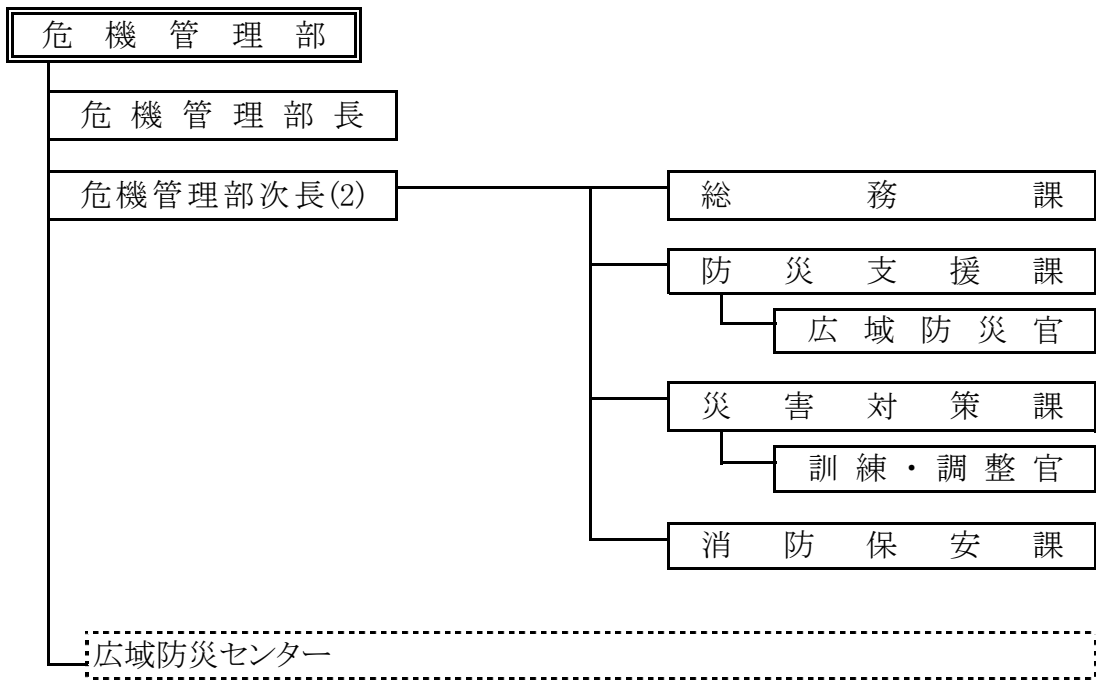 危機管理部
危機管理部長
危機管理部次長(2)
総務課
防災支援課
広域防災官
災害対策課
訓練・調整官
消防保安課
広域防災センター